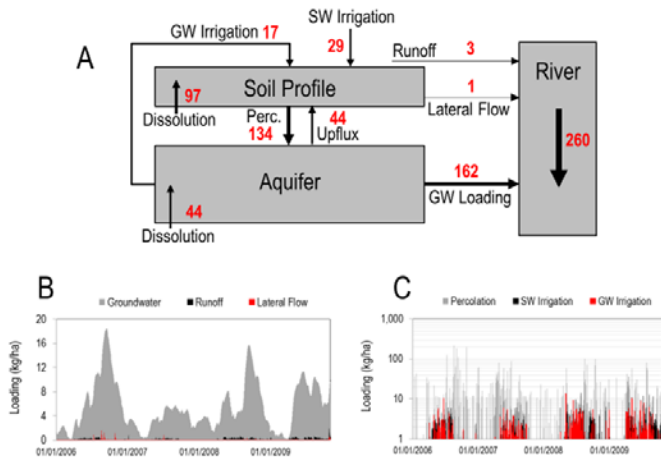 A
GW Irrigation 17
SW Irrigation
29
Runoff 3
River
Soil Profile
97
Dissolution
Perc.
134
44
Upflux
1
Lateral Flow
260
Aquifer
162
GW Loading
44
Dissolution
B
Groundwater Runoff Lateral Flow
Loading (kg/ha)
20
16
12
8
4
0
01/01/2006 01/01/2007 01/01/2008 01/01/2009
C
Percolation SW Irrigation GW Irrigation
Loading (kg/ha)
1,000
100
10
1
01/01/2006 01/01/2007 01/01/2008 01/01/2009